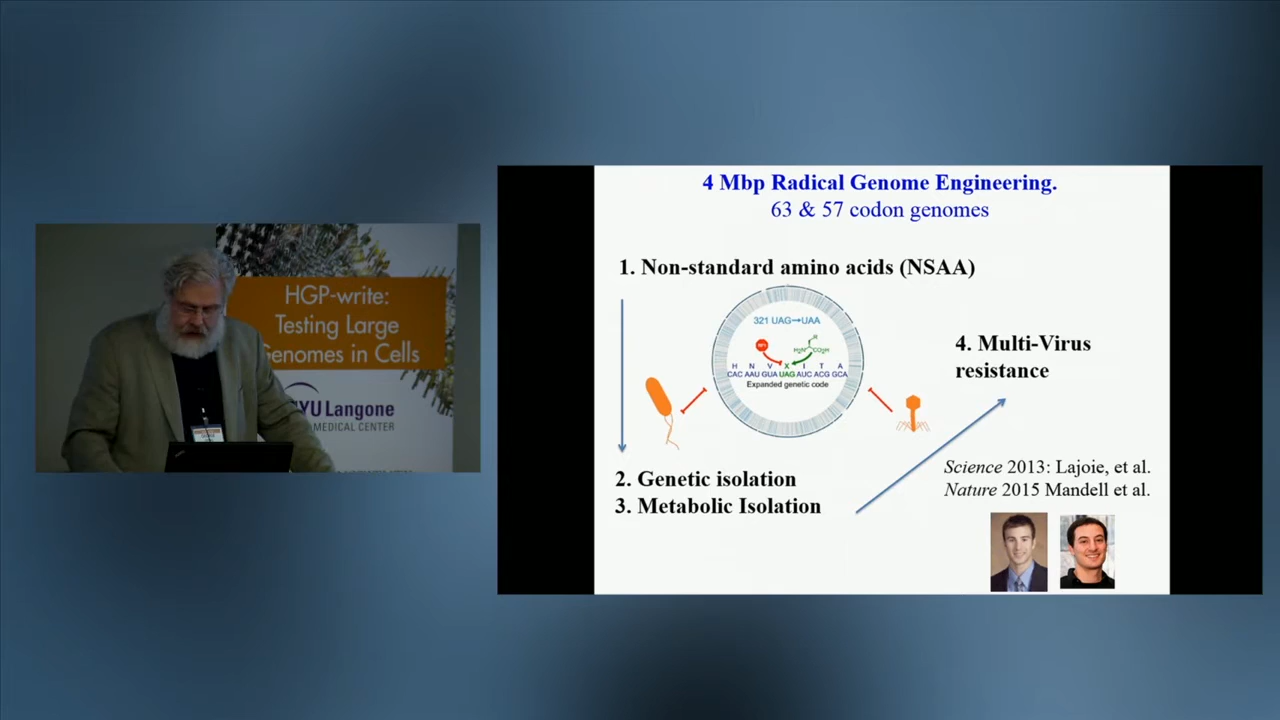 HGP-write:
Testing Large
Genomes in Cells
NYU Langone
MEDICAL CENTER
4 Mbp Radical Genome Engineering.
63 & 57 codon genomes
1. Non-standard amino acids (NSAA)
321 UAG→UAA
RF1
R
H₂N CO₂H
H N V X I T A
CAC AAU GUA UAG AUC ACG GCA
Expanded genetic code
4. Multi-Virus
resistance
2. Genetic isolation
3. Metabolic Isolation
Science 2013: Lajoie, et al.
Nature 2015 Mandell et al.